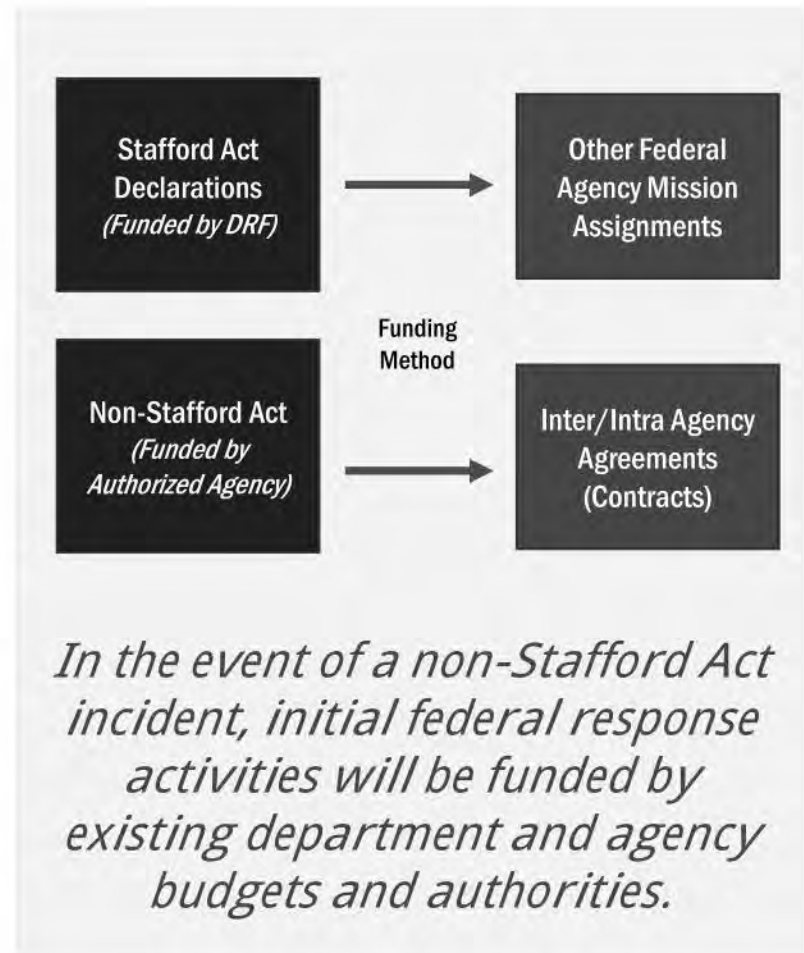 Stafford Act
Declarations
(Funded by DRF)
Other Federal
Agency Mission
Assignments
Funding
Method
Non-Stafford Act
(Funded by
Authorized Agency)
Inter/Intra Agency
Agreements
(Contracts)
In the event of a non-Stafford Act
incident, initial federal response
activities will be funded by
existing department and agency
budgets and authorities.